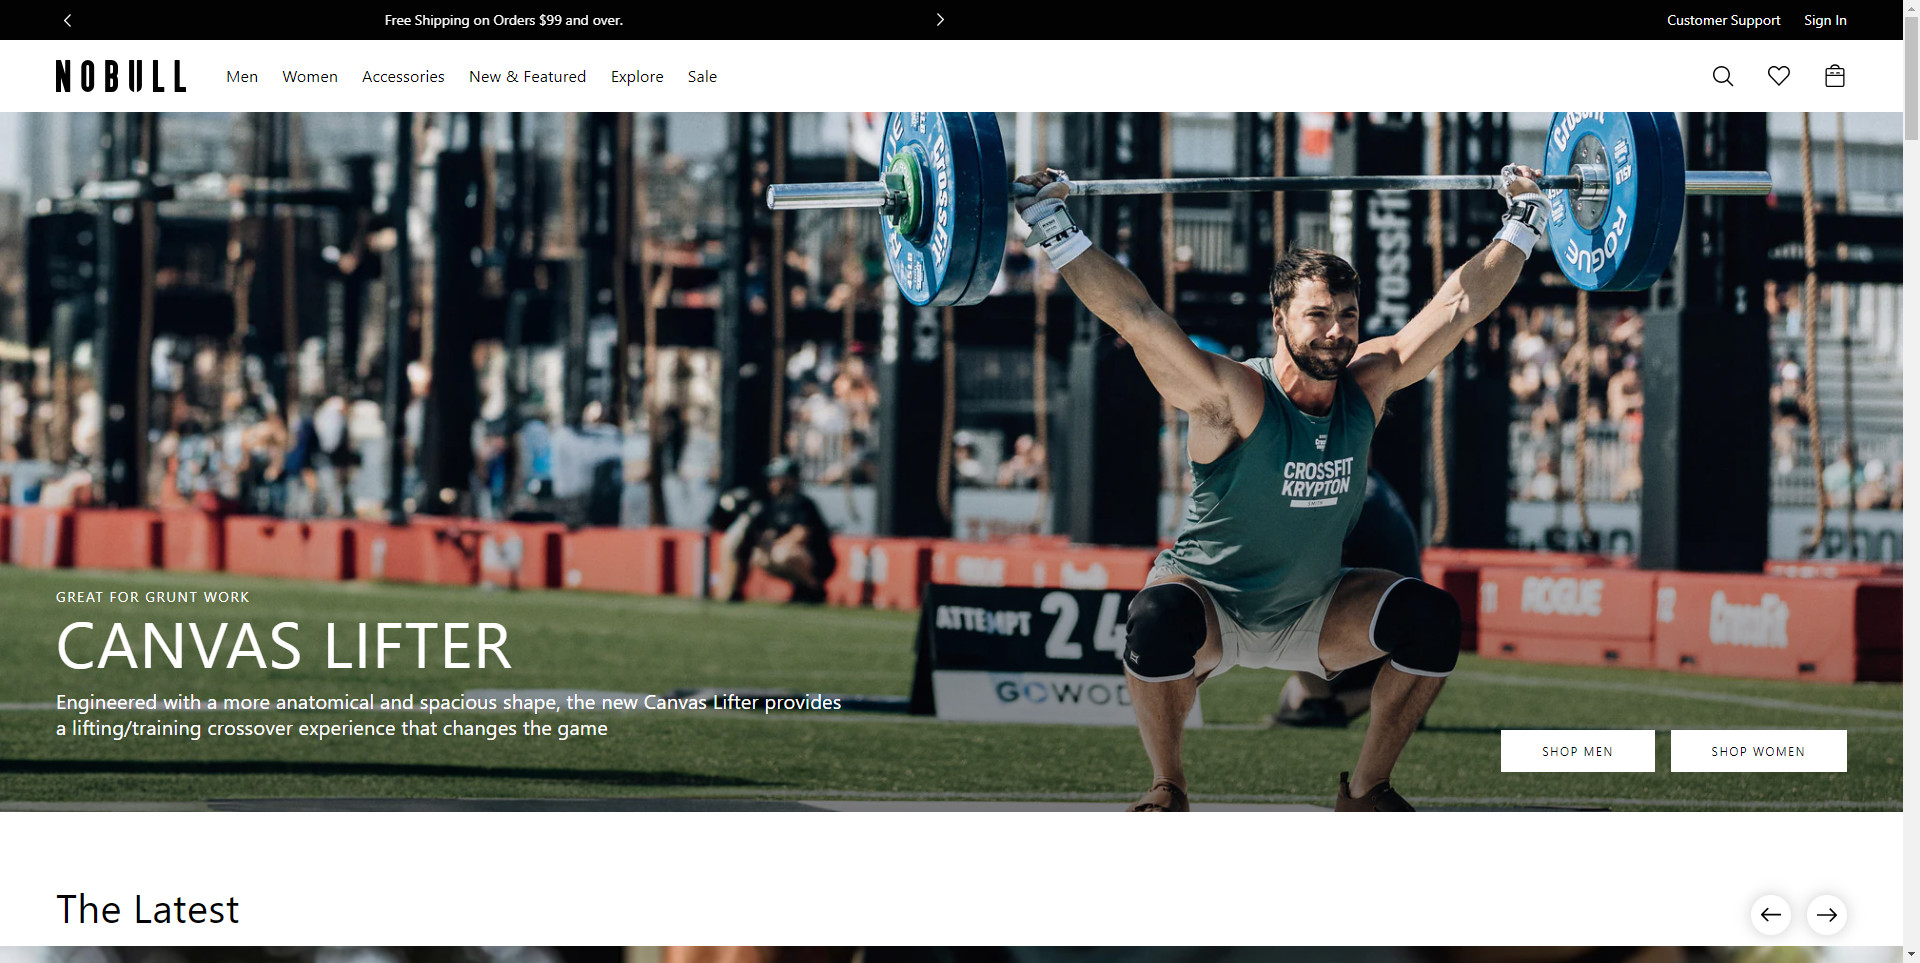 Free Shipping on Orders $99 and over.
Customer Support
Sign In
NOBULL
Men
Women
Accessories
New & Featured
Explore
Sale
CrossFit
CrossFit
ROGUE
CrossFit
CROSSFIT
KRYPTON
SMITH
ROGUE
CrossFit
ATTEMPT 24
GOWOD
GREAT FOR GRUNT WORK
CANVAS LIFTER
Engineered with a more anatomical and spacious shape, the new Canvas Lifter provides
a lifting/training crossover experience that changes the game
SHOP MEN
SHOP WOMEN
The Latest